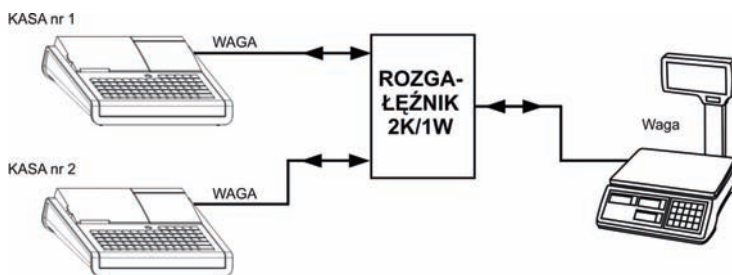 KASA nr 1
WAGA
ROZGA-
ŁĘŹNIK
2K/1W
Waga
KASA nr 2
WAGA